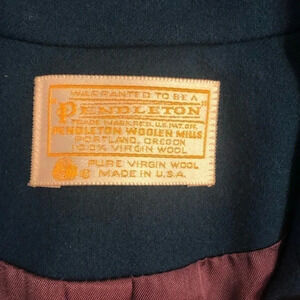 WARRANTED TO BE A
"PENDLETON"
TRADE MARK REG. U.S. PAT. OFF.
PENDLETON WOOLEN MILLS
PORTLAND, OREGON
100% VIRGIN WOOL
PURE VIRGIN WOOL
MADE IN U.S.A.